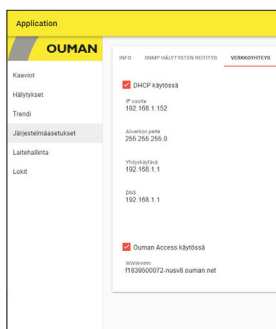 Application
OUMAN
Kaaviot
Hälytykset
Trendi
Järjestelmäasetukset
Laitehallinta
Lokit
INFO SNMP HÄLYTYSTEN REITITYS VERKKOYHTEYS
DHCP käytössä
IP osoite
192.168.1.152
Aliverkon peite
255.255.255.0
Yhdyskäytävä
192.168.1.1
DNS
192.168.1.1
Ouman Access käytössä
WWW-nimi
f1839500072-nusv8.ouman.net